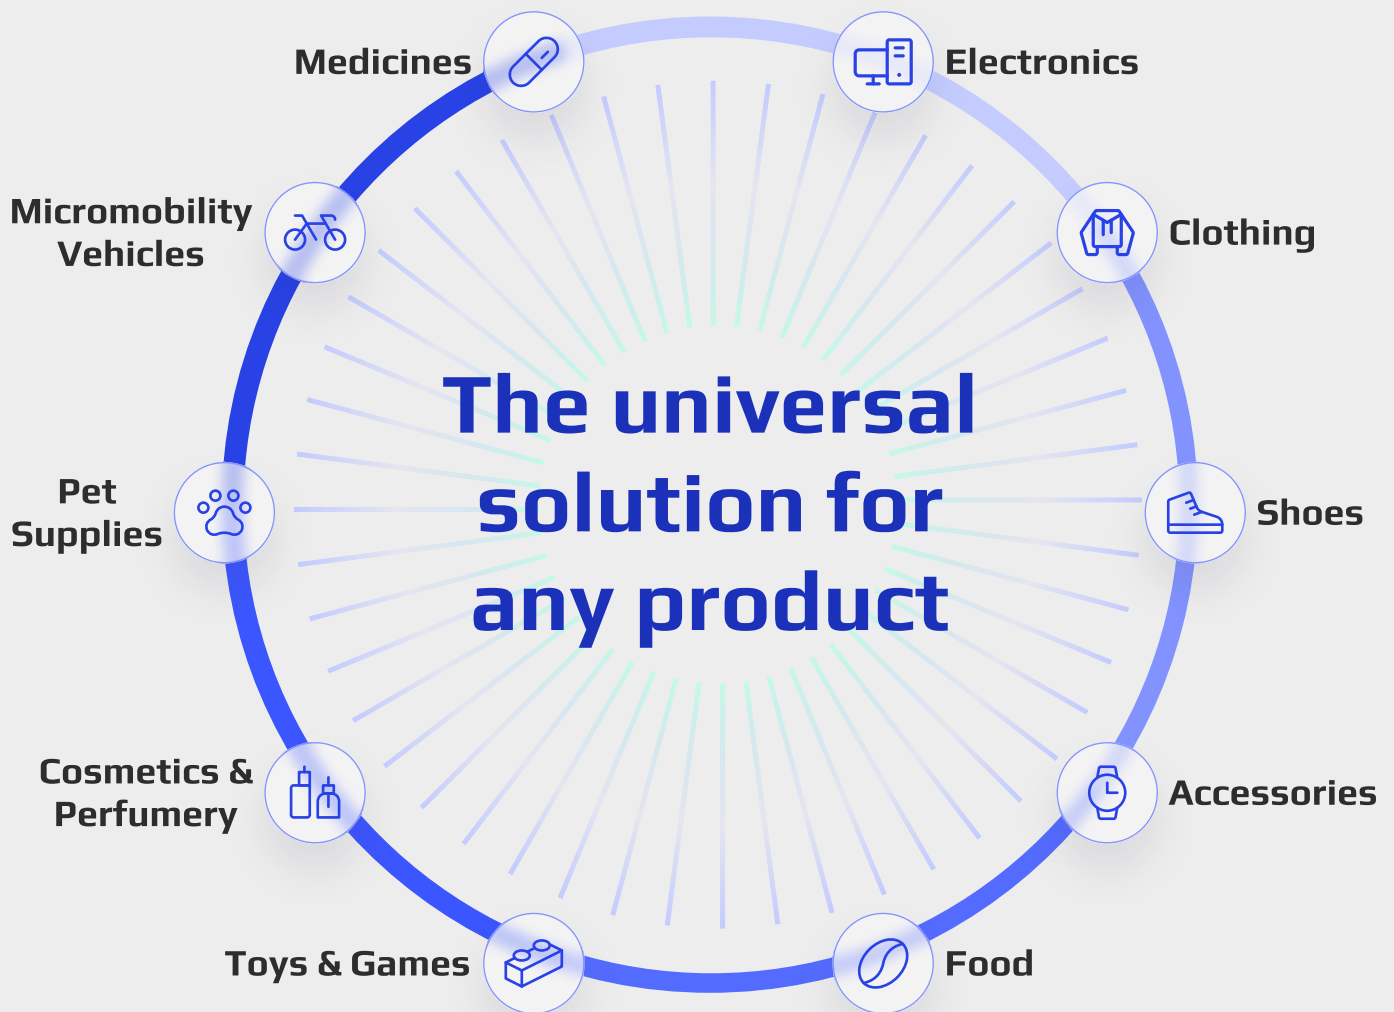 Medicines
Electronics
Micromobility
Vehicles
Clothing
The universal
solution for
any product
Pet
Supplies
Shoes
Cosmetics &
Perfumery
Accessories
Toys & Games
Food